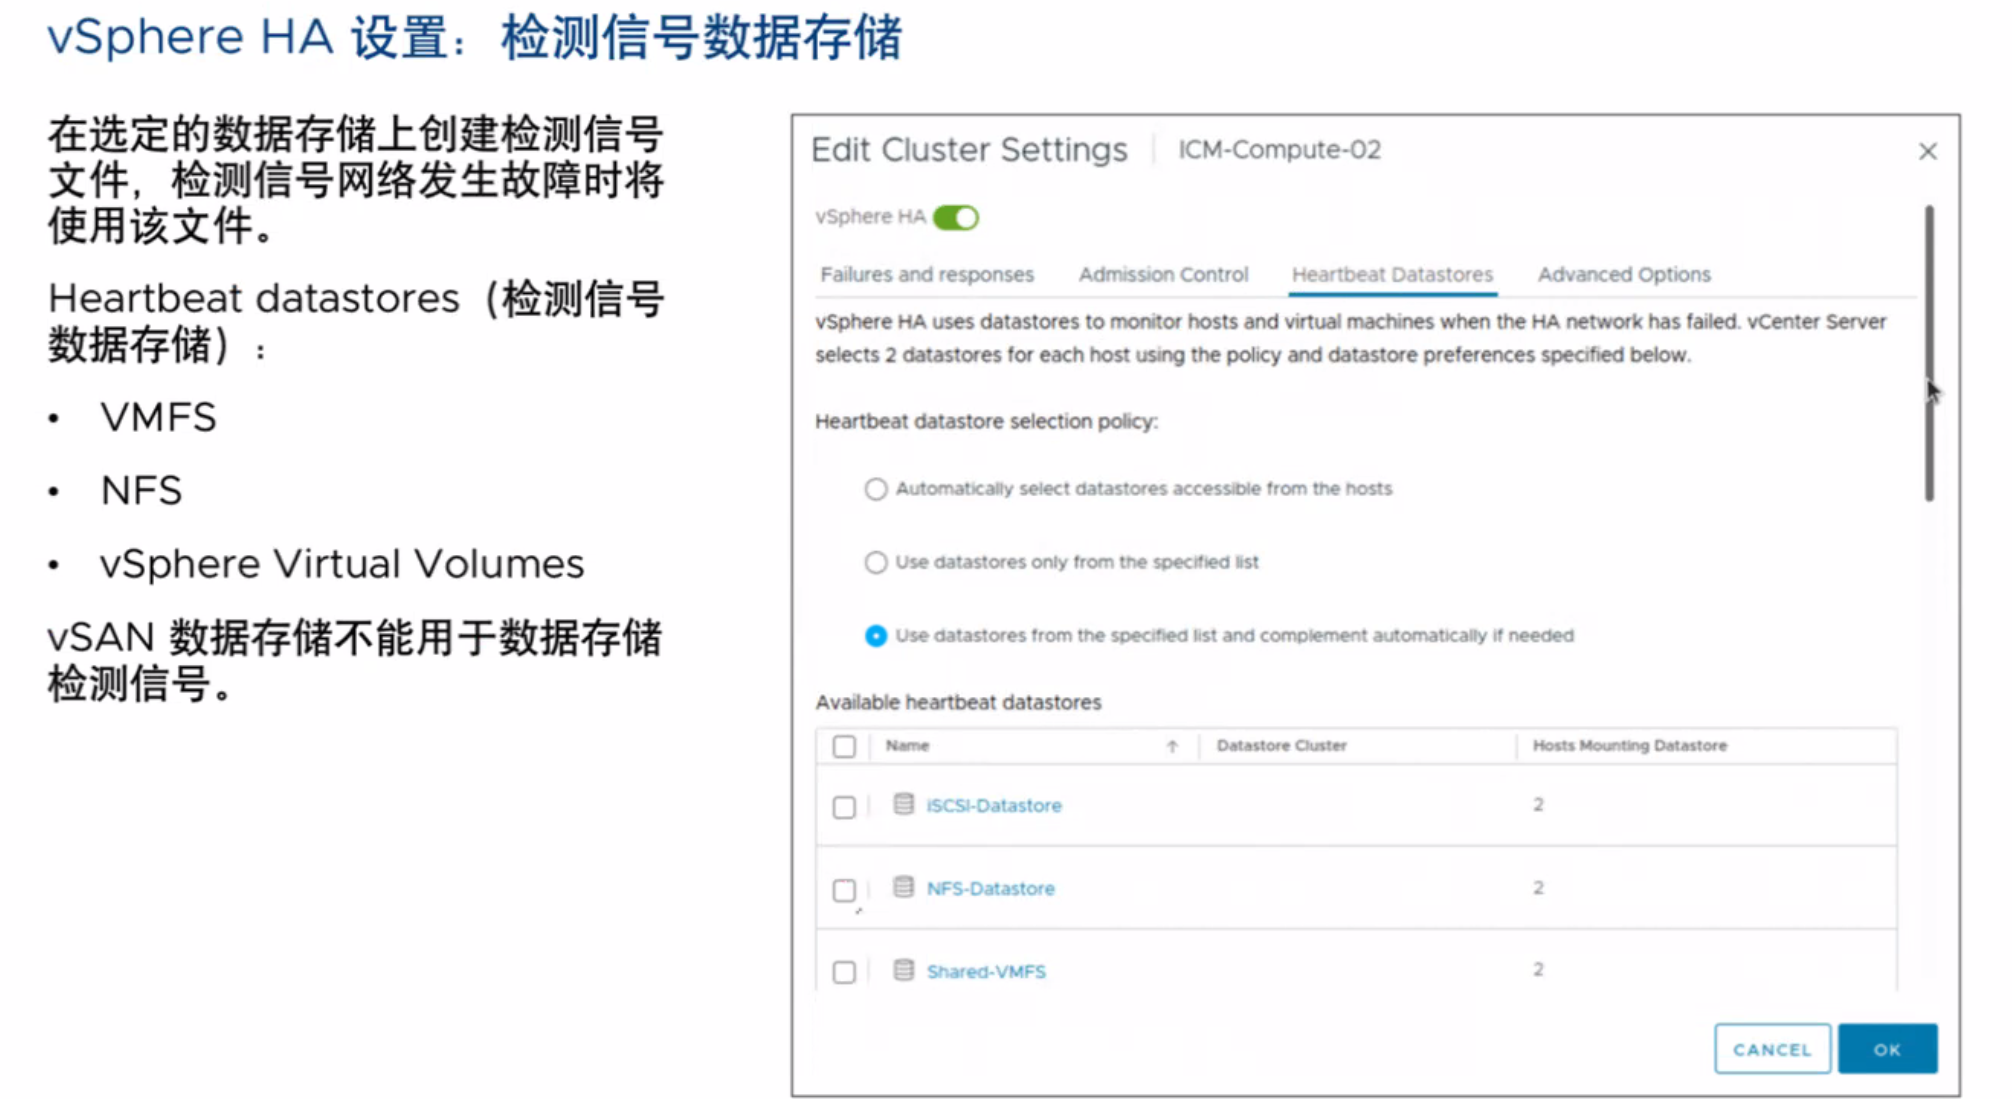 vSphere HA 设置：检测信号数据存储
在选定的数据存储上创建检测信号
文件，检测信号网络发生故障时将
使用该文件。
Heartbeat datastores（检测信号
数据存储）：
• VMFS
• NFS
• vSphere Virtual Volumes
vSAN 数据存储不能用于数据存储
检测信号。
Edit Cluster Settings ICM-Compute-02
vSphere HA
Failures and responses Admission Control Heartbeat Datastores Advanced Options
vSphere HA uses datastores to monitor hosts and virtual machines when the HA network has failed. vCenter Server
selects 2 datastores for each host using the policy and datastore preferences specified below.
Heartbeat datastore selection policy:
Automatically select datastores accessible from the hosts
Use datastores only from the specified list
Use datastores from the specified list and complement automatically if needed
Available heartbeat datastores
Name ↑ Datastore Cluster Hosts Mounting Datastore
iSCSI-Datastore 2
NFS-Datastore 2
Shared-VMFS 2
CANCEL OK